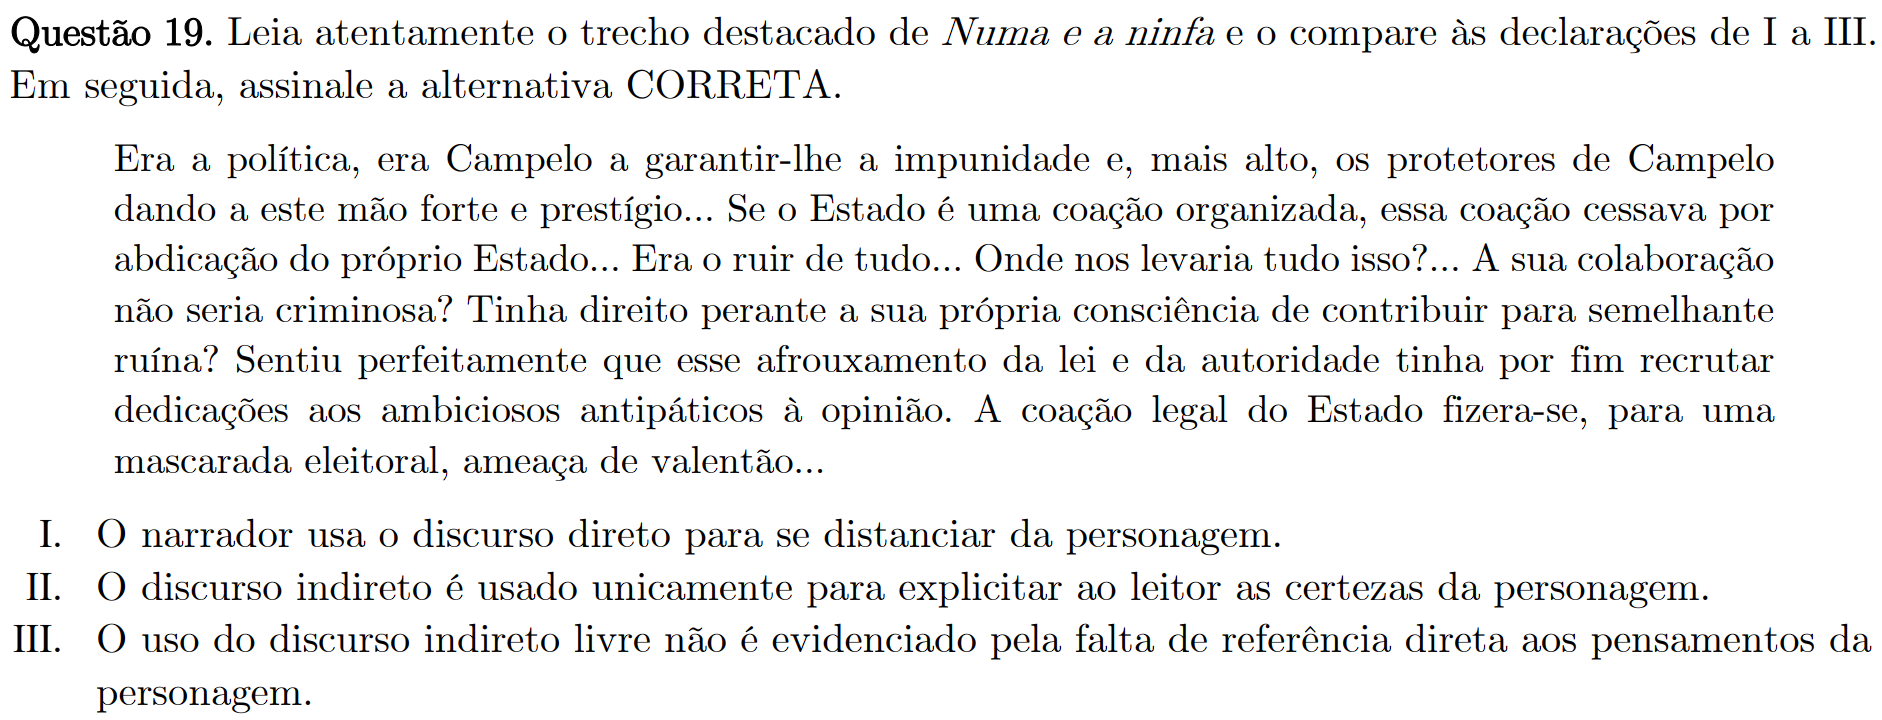 Questão 19. Leia atentamente o trecho destacado de Numa e a ninfa e o compare às declarações de I a III.
Em seguida, assinale a alternativa CORRETA.
Era a política, era Campelo a garantir-lhe a impunidade e, mais alto, os protetores de Campelo
dando a este mão forte e prestígio... Se o Estado é uma coação organizada, essa coação cessava por
abdicação do próprio Estado... Era o ruir de tudo... Onde nos levaria tudo isso?... A sua colaboração
não seria criminosa? Tinha direito perante a sua própria consciência de contribuir para semelhante
ruína? Sentiu perfeitamente que esse afrouxamento da lei e da autoridade tinha por fim recrutar
dedicações aos ambiciosos antipáticos à opinião. A coação legal do Estado fizera-se, para uma
mascarada eleitoral, ameaça de valentão...
I. O narrador usa o discurso direto para se distanciar da personagem.
II. O discurso indireto é usado unicamente para explicitar ao leitor as certezas da personagem.
III. O uso do discurso indireto livre não é evidenciado pela falta de referência direta aos pensamentos da
personagem.